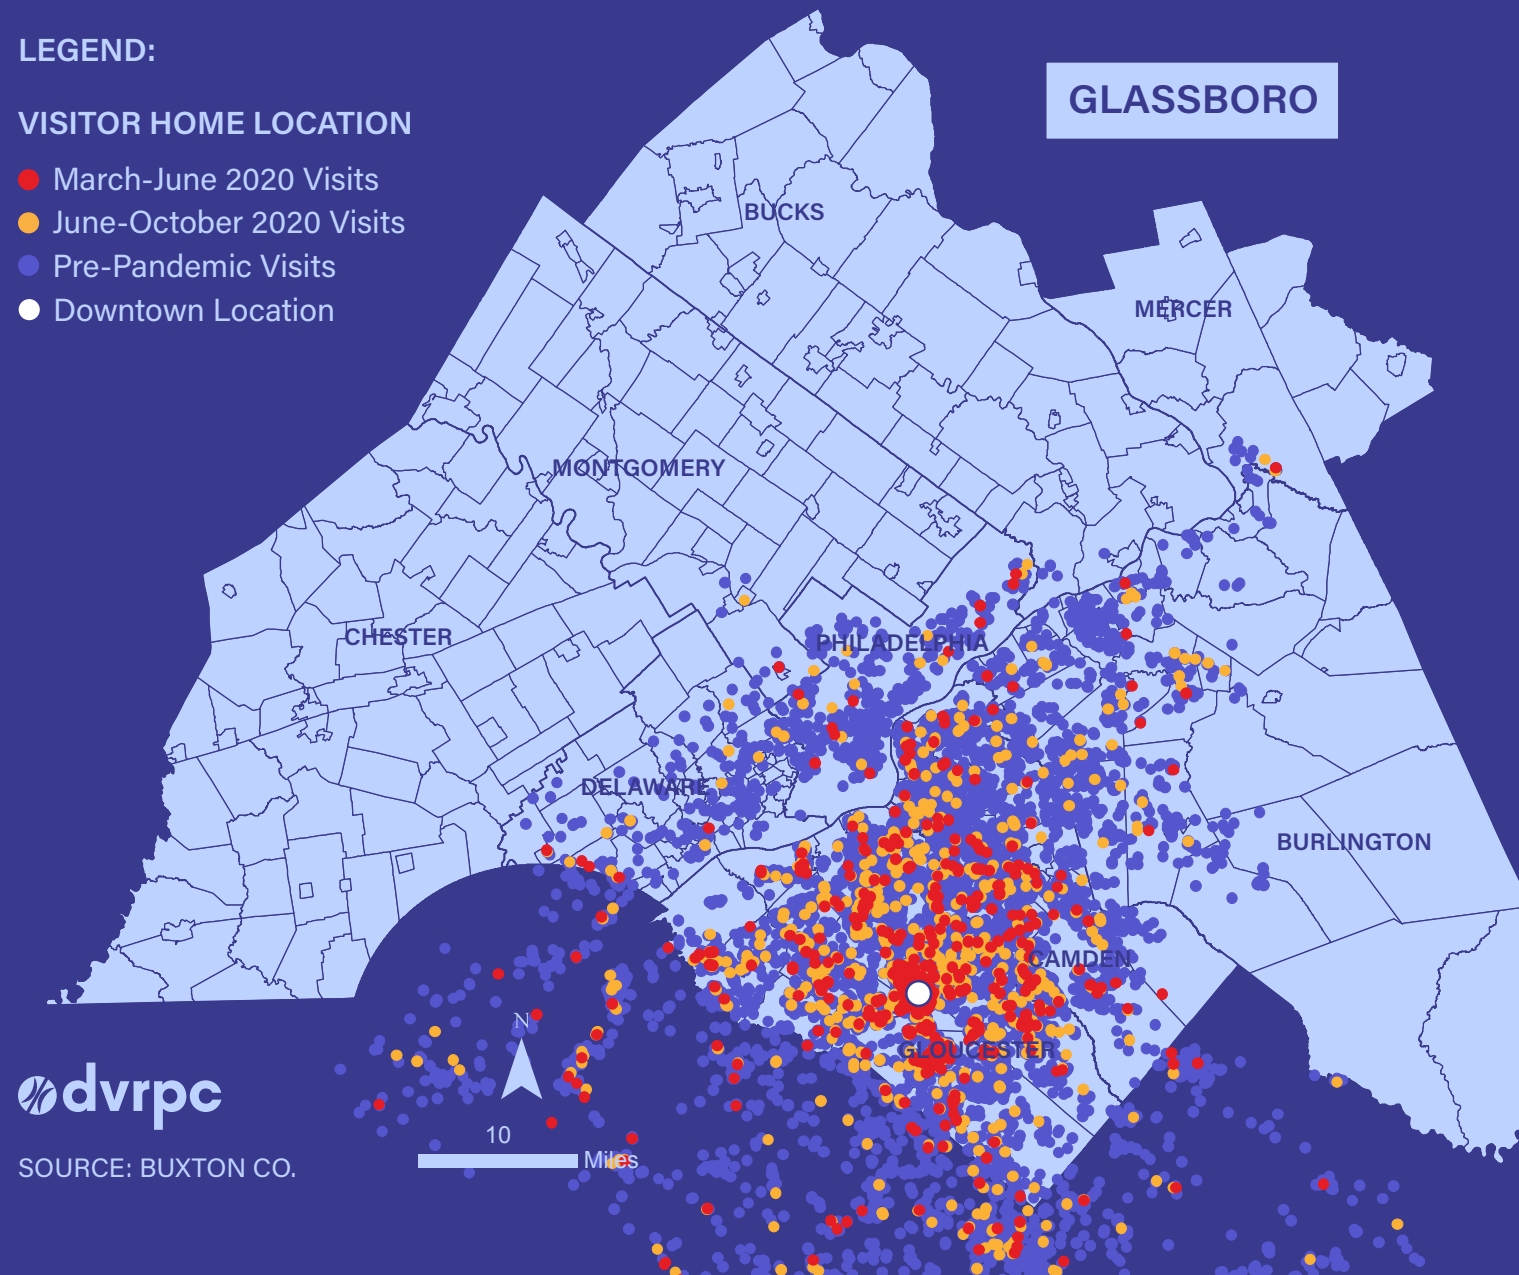 LEGEND:
GLASSBORO
VISITOR HOME LOCATION
March-June 2020 Visits
June-October 2020 Visits
Pre-Pandemic Visits
Downtown Location
BUCKS
MERCER
MONTGOMERY
CHESTER
PHILADELPHIA
DELAWARE
BURLINGTON
CAMDEN
GLOUCESTER
N
dvrpc
10
Miles
SOURCE: BUXTON CO.